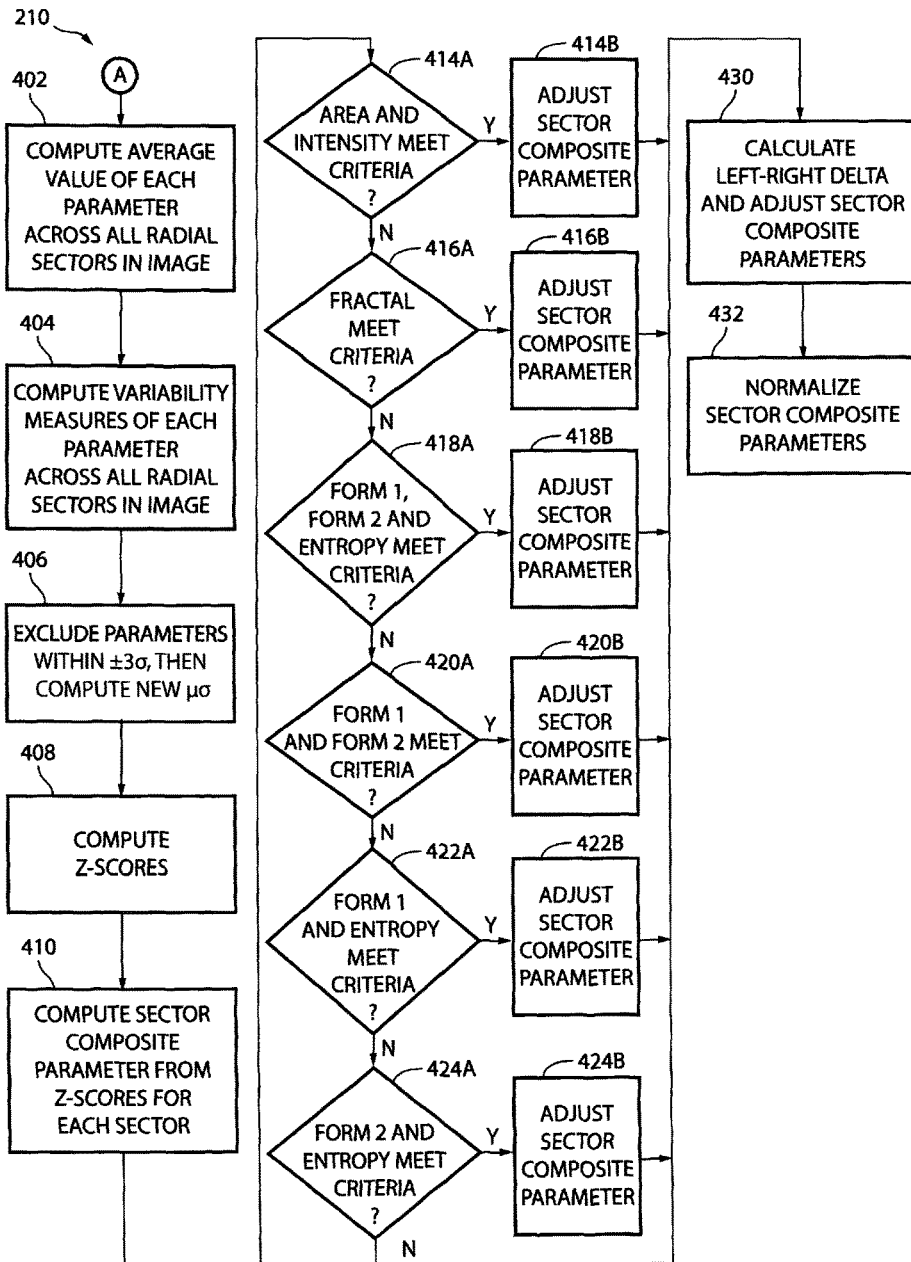 210
A
402
COMPUTE AVERAGE
VALUE OF EACH
PARAMETER
ACROSS ALL RADIAL
SECTORS IN IMAGE
404
COMPUTE VARIABILITY
MEASURES OF EACH
PARAMETER
ACROSS ALL RADIAL
SECTORS IN IMAGE
406
EXCLUDE PARAMETERS
WITHIN ±3σ, THEN
COMPUTE NEW μσ
408
COMPUTE
Z-SCORES
410
COMPUTE SECTOR
COMPOSITE
PARAMETER FROM
Z-SCORES FOR
EACH SECTOR
414A
AREA AND
INTENSITY MEET
CRITERIA
?
Y
N
414B
ADJUST
SECTOR
COMPOSITE
PARAMETER
416A
FRACTAL
MEET
CRITERIA
?
Y
N
416B
ADJUST
SECTOR
COMPOSITE
PARAMETER
418A
FORM 1,
FORM 2 AND
ENTROPY MEET
CRITERIA
?
Y
N
418B
ADJUST
SECTOR
COMPOSITE
PARAMETER
420A
FORM 1
AND FORM 2 MEET
CRITERIA
?
Y
N
420B
ADJUST
SECTOR
COMPOSITE
PARAMETER
422A
FORM 1
AND ENTROPY
MEET
CRITERIA
?
Y
N
422B
ADJUST
SECTOR
COMPOSITE
PARAMETER
424A
FORM 2 AND
ENTROPY MEET
CRITERIA
?
Y
N
424B
ADJUST
SECTOR
COMPOSITE
PARAMETER
430
CALCULATE
LEFT-RIGHT DELTA
AND ADJUST SECTOR
COMPOSITE
PARAMETERS
432
NORMALIZE
SECTOR COMPOSITE
PARAMETERS